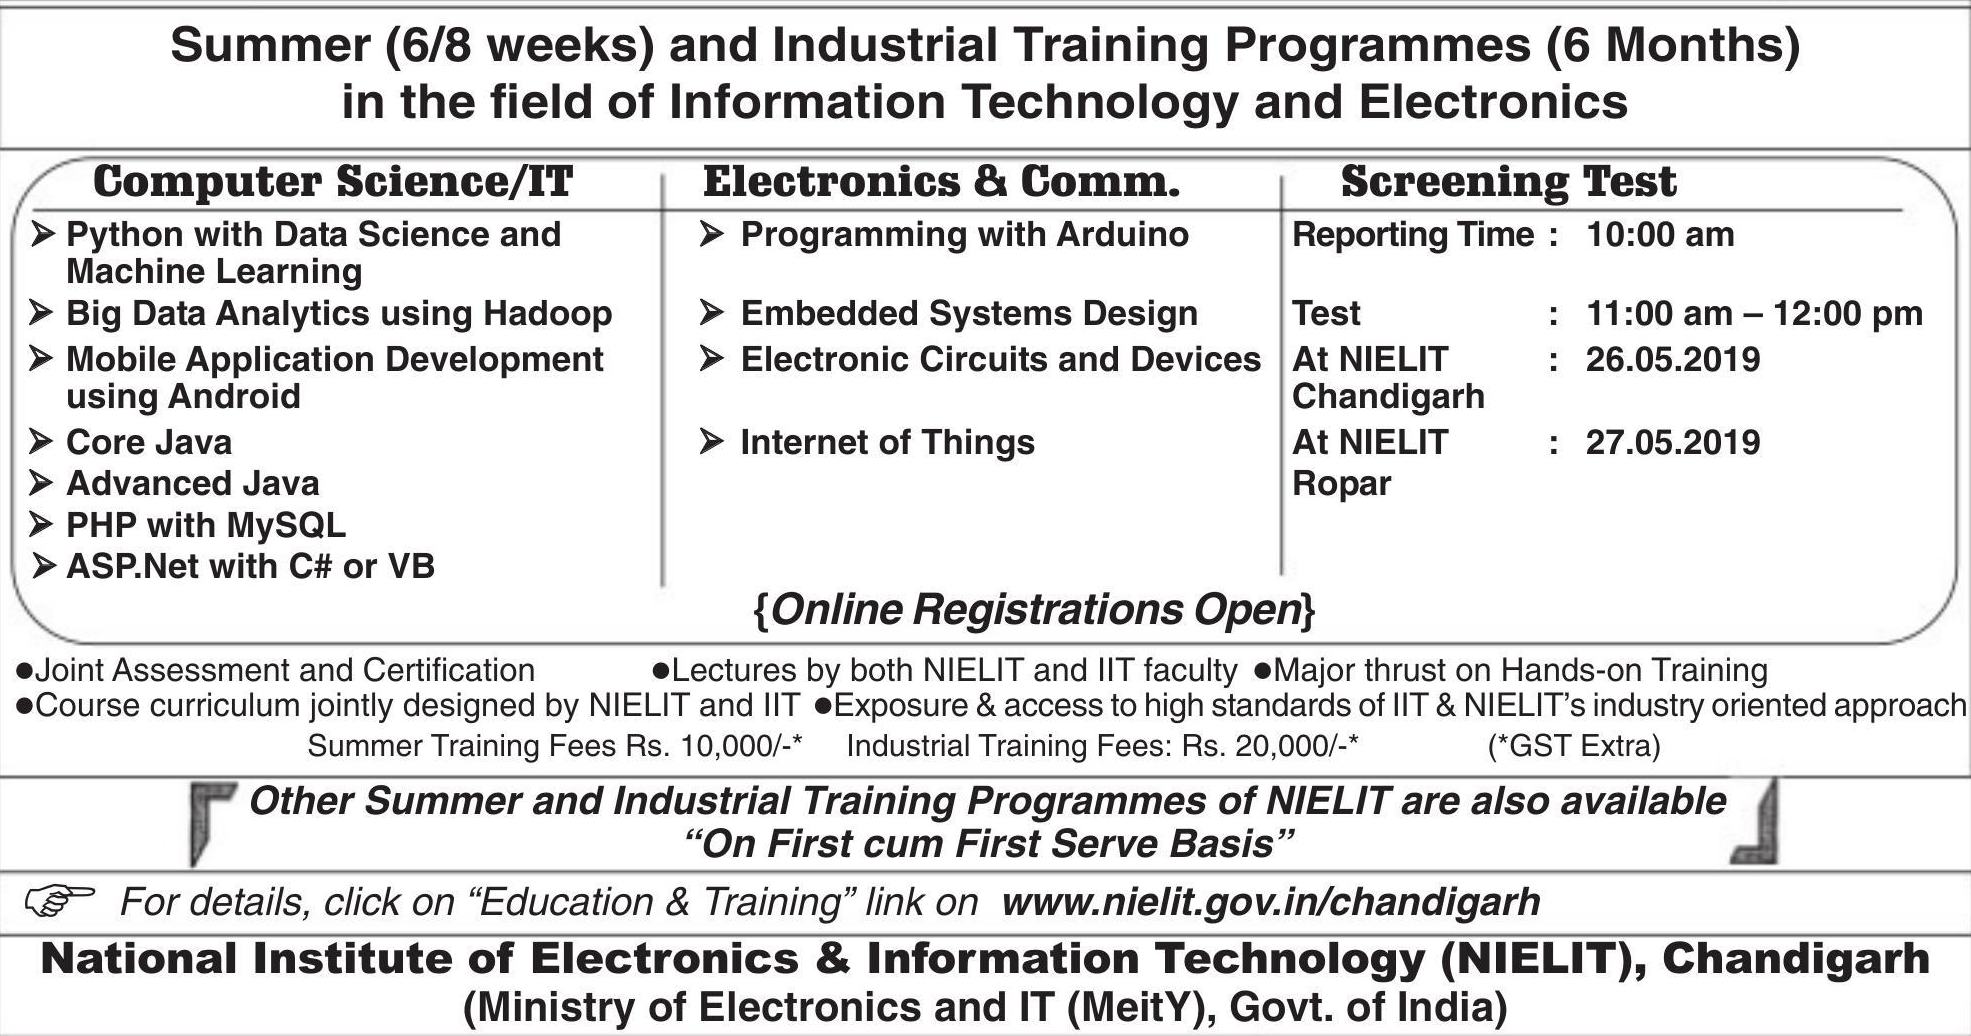 Summer (6/8 weeks) and Industrial Training Programmes (6 Months)
in the field of Information Technology and Electronics
Computer Science/IT
➢ Python with Data Science and
Machine Learning
➢ Big Data Analytics using Hadoop
➢ Mobile Application Development
using Android
➢ Core Java
➢ Advanced Java
➢ PHP with MySQL
➢ ASP.Net with C# or VB
Electronics & Comm.
➢ Programming with Arduino
➢ Embedded Systems Design
➢ Electronic Circuits and Devices
➢ Internet of Things
Screening Test
Reporting Time : 10:00 am
Test : 11:00 am – 12:00 pm
At NIELIT : 26.05.2019
Chandigarh
At NIELIT : 27.05.2019
Ropar
{Online Registrations Open}
●Joint Assessment and Certification ●Lectures by both NIELIT and IIT faculty ●Major thrust on Hands-on Training
●Course curriculum jointly designed by NIELIT and IIT ●Exposure & access to high standards of IIT & NIELIT’s industry oriented approach
Summer Training Fees Rs. 10,000/-* Industrial Training Fees: Rs. 20,000/-* (*GST Extra)
Other Summer and Industrial Training Programmes of NIELIT are also available
“On First cum First Serve Basis”
For details, click on “Education & Training” link on www.nielit.gov.in/chandigarh
National Institute of Electronics & Information Technology (NIELIT), Chandigarh
(Ministry of Electronics and IT (MeitY), Govt. of India)